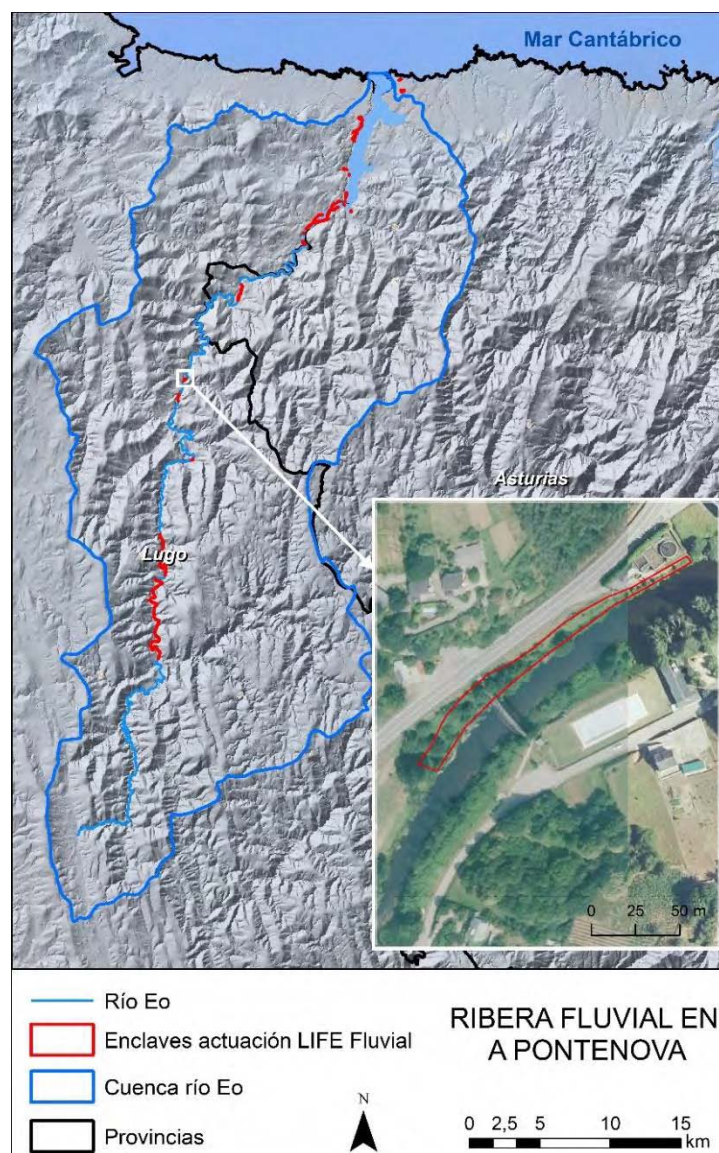 Mar Cantábrico
Asturias
Lugo
0 25 50 m
Río Eo
Enclaves actuación LIFE Fluvial
Cuenca río Eo
Provincias
RIBERA FLUVIAL EN
A PONTENOVA
N
0 2,5 5 10 15
km